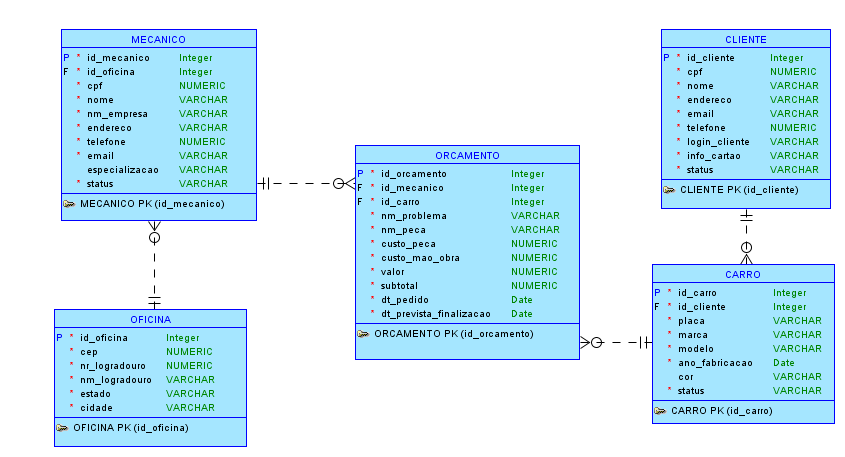 MECANICO
P * id_mecanico Integer
F * id_oficina Integer
* cpf NUMERIC
* nome VARCHAR
* nm_empresa VARCHAR
* endereco VARCHAR
* telefone NUMERIC
* email VARCHAR
especializacao VARCHAR
* status VARCHAR
MECANICO PK (id_mecanico)
CLIENTE
P * id_cliente Integer
* cpf NUMERIC
* nome VARCHAR
* endereco VARCHAR
* email VARCHAR
* telefone NUMERIC
* login_cliente VARCHAR
* info_cartao VARCHAR
* status VARCHAR
CLIENTE PK (id_cliente)
ORCAMENTO
P * id_orcamento Integer
F * id_mecanico Integer
F * id_carro Integer
* nm_problema VARCHAR
* nm_peca VARCHAR
* custo_peca NUMERIC
* custo_mao_obra NUMERIC
* valor NUMERIC
* subtotal NUMERIC
* dt_pedido Date
* dt_prevista_finalizacao Date
ORCAMENTO PK (id_orcamento)
OFICINA
P * id_oficina Integer
* cep NUMERIC
* nr_logradouro NUMERIC
* nm_logradouro VARCHAR
* estado VARCHAR
* cidade VARCHAR
OFICINA PK (id_oficina)
CARRO
P * id_carro Integer
F * id_cliente Integer
* placa VARCHAR
* marca VARCHAR
* modelo VARCHAR
* ano_fabricacao Date
cor VARCHAR
* status VARCHAR
CARRO PK (id_carro)